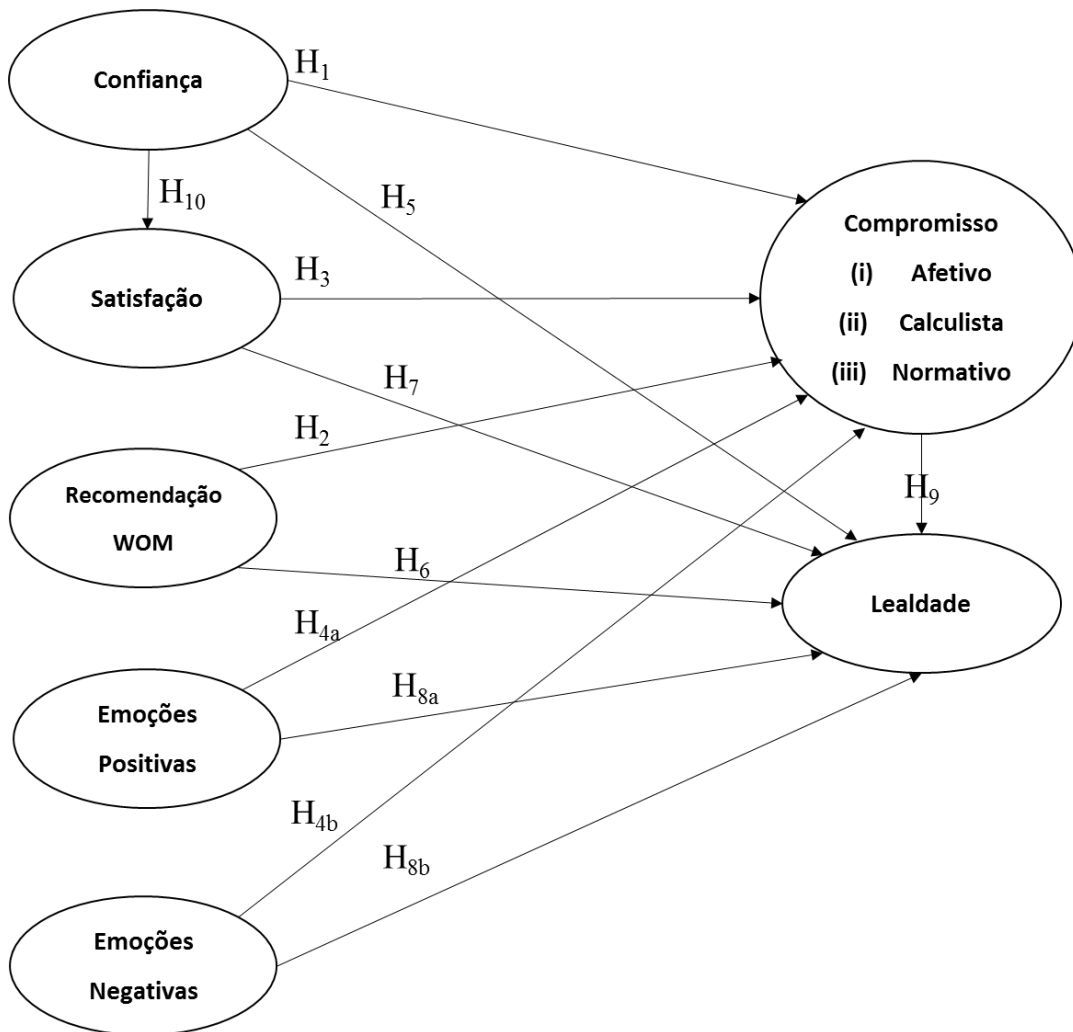 Confiança
H1
H10
H5
Satisfação
H3
Compromisso
(i) Afetivo
(ii) Calculista
(iii) Normativo
H7
H2
Recomendação
WOM
H6
H9
Lealdade
H4a
Emoções
Positivas
H8a
H4b
H8b
Emoções
Negativas